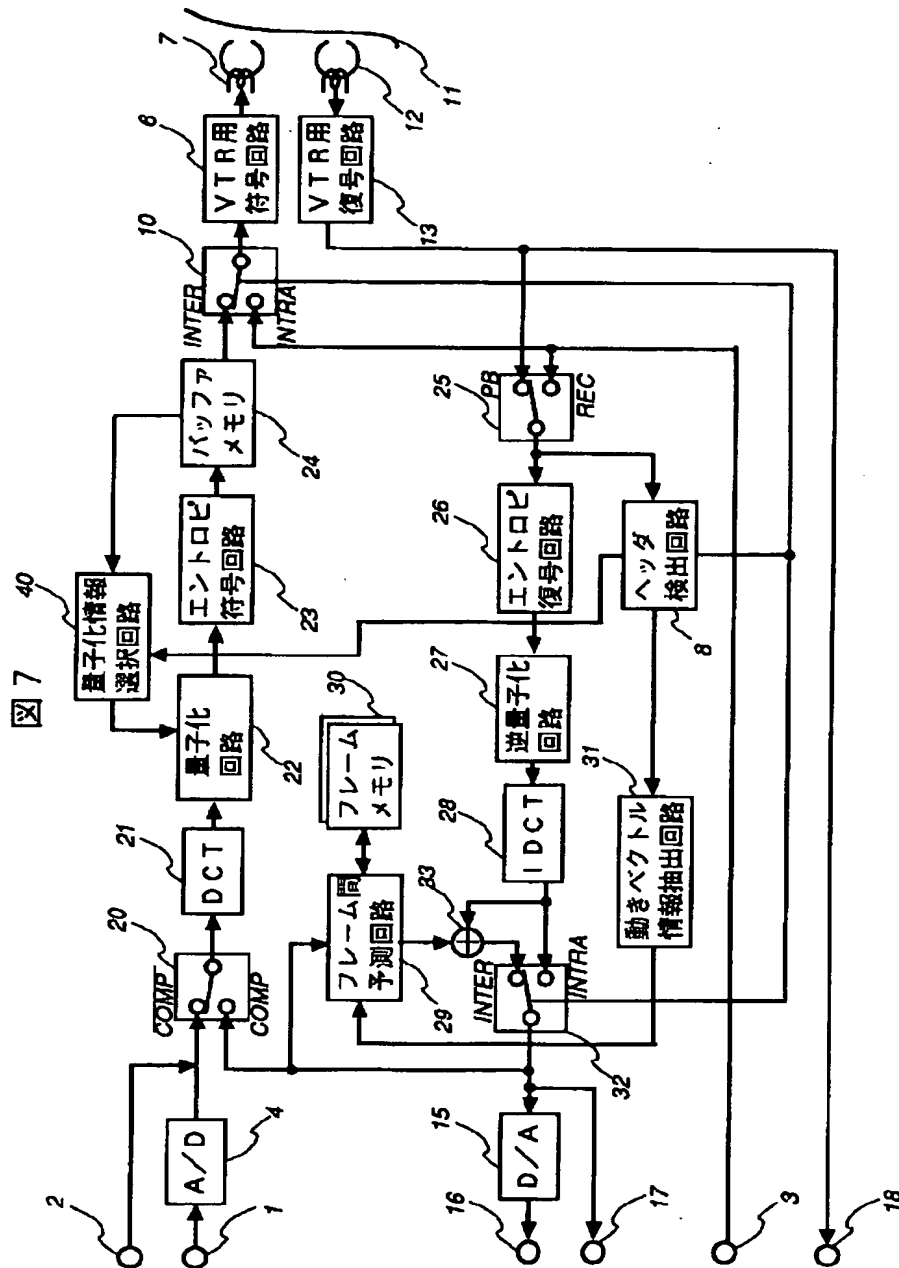 図 7
2
1
A/D
4
COMP
COMP
20
DCT
21
量子化
回路
22
量子化情報
選択回路
40
エントロピ
符号回路
23
バッファ
メモリ
24
INTER
INTRA
10
VTR用
符号回路
6
7
12
11
VTR用
復号回路
13
PB
REC
25
エントロピ
復号回路
26
逆量子化
回路
27
IDCT
28
フレーム
メモリ
30
フレーム間
予測回路
29
33
INTER
INTRA
32
ヘッダ
検出回路
8
動きベクトル
情報抽出回路
31
D/A
15
16
17
3
18